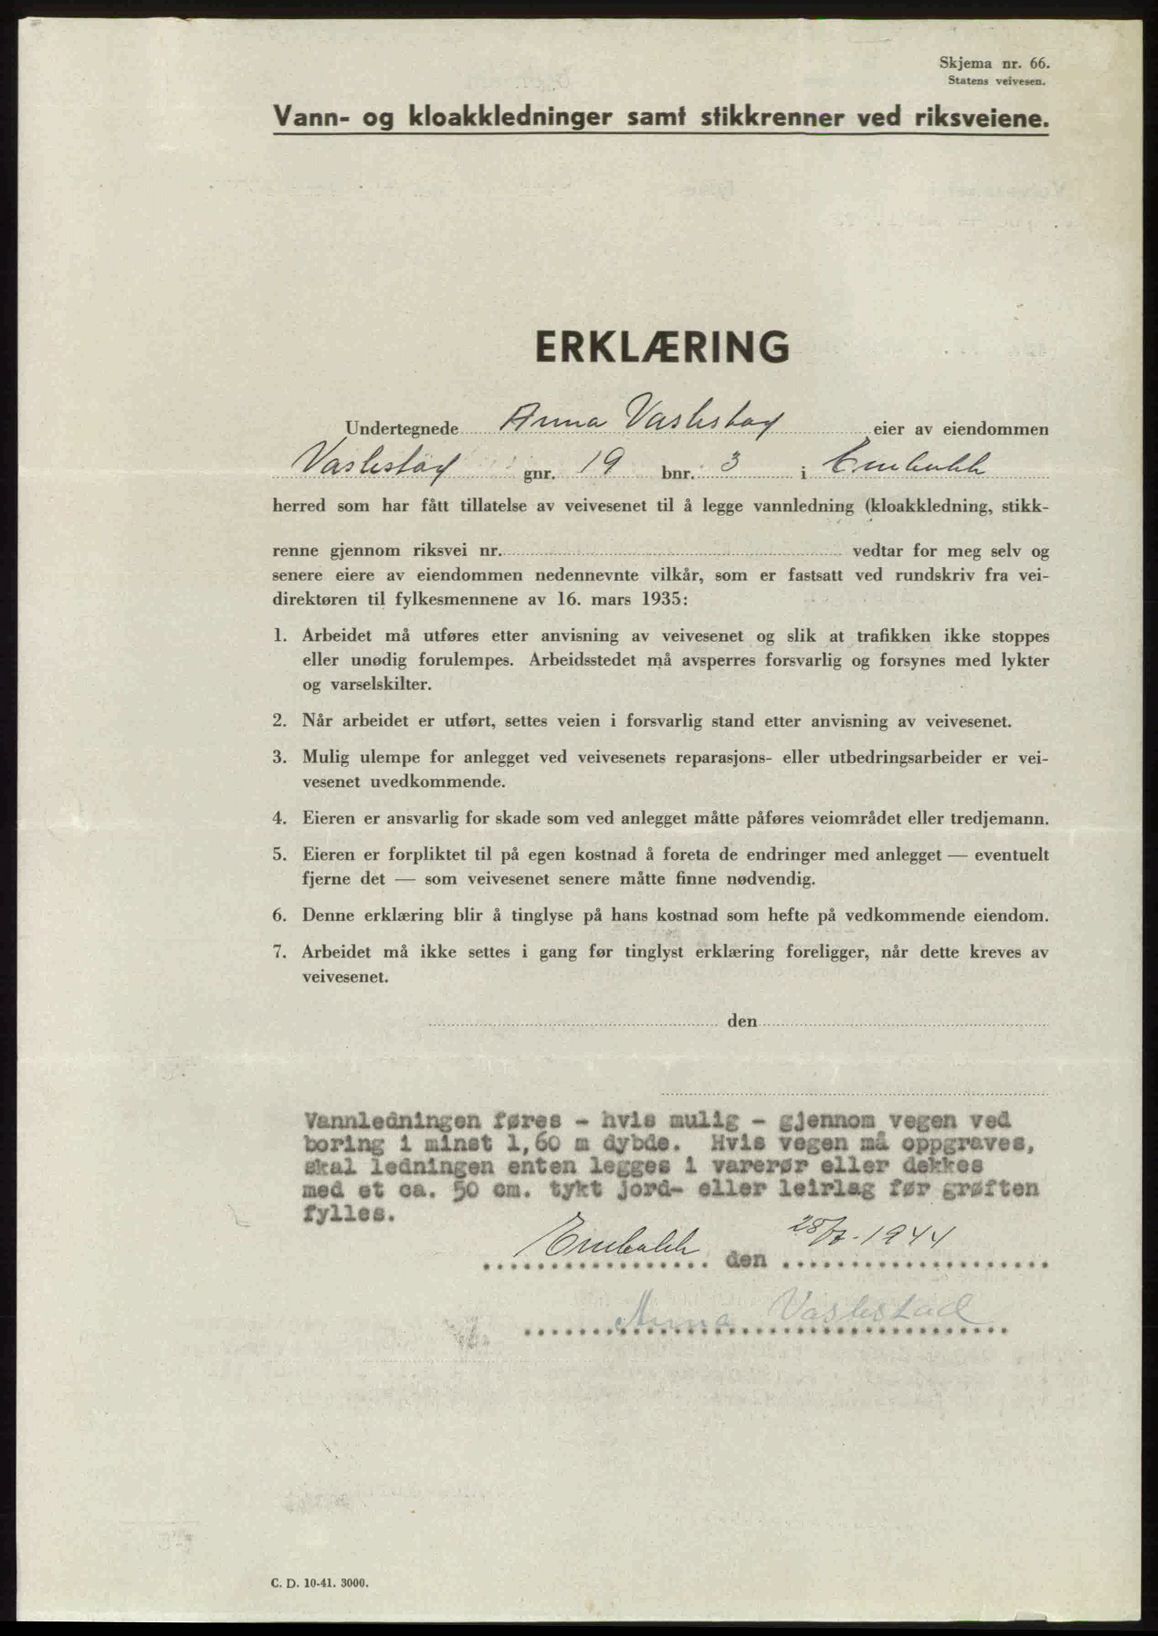 Skjema nr. 66.
Statens veivesen.
Vann- og kloakkledninger samt stikkrenner ved riksveiene.
ERKLÆRING
Undertegnede Anna Vaskstad eier av eiendommen
Vaskstad gnr. 19 bnr. 3 i
herred som har fått tillatelse av veivesenet til å legge vannledning (kloakkledning, stikk-
renne gjennom riksvei nr. vedtar for meg selv og
senere eiere av eiendommen nedennevnte vilkår, som er fastsatt ved rundskriv fra vei-
direktøren til fylkesmennene av 16. mars 1935:
1. Arbeidet må utføres etter anvisning av veivesenet og slik at trafikken ikke stoppes
eller unødig forulempes. Arbeidsstedet må avsperres forsvarlig og forsynes med lykter
og varselskilter.
2. Når arbeidet er utført, settes veien i forsvarlig stand etter anvisning av veivesenet.
3. Mulig ulempe for anlegget ved veivesenets reparasjons- eller utbedringsarbeider er vei-
vesenet uvedkommende.
4. Eieren er ansvarlig for skade som ved anlegget måtte påføres veiområdet eller tredjemann.
5. Eieren er forpliktet til på egen kostnad å foreta de endringer med anlegget — eventuelt
fjerne det — som veivesenet senere måtte finne nødvendig.
6. Denne erklæring blir å tinglyse på hans kostnad som hefte på vedkommende eiendom.
7. Arbeidet må ikke settes i gang før tinglyst erklæring foreligger, når dette kreves av
veivesenet.
den
Vannledningen føres - hvis mulig - gjennom vegen ved
boring i minst 1,60 m dybde. Hvis vegen må oppgraves,
skal ledningen enten legges i varerør eller dekkes
med et ca. 50 cm. tykt jord- eller leirlag før grøften
fylles.
den 1944
Anna Vaskstad
C. D. 10-41. 3000.